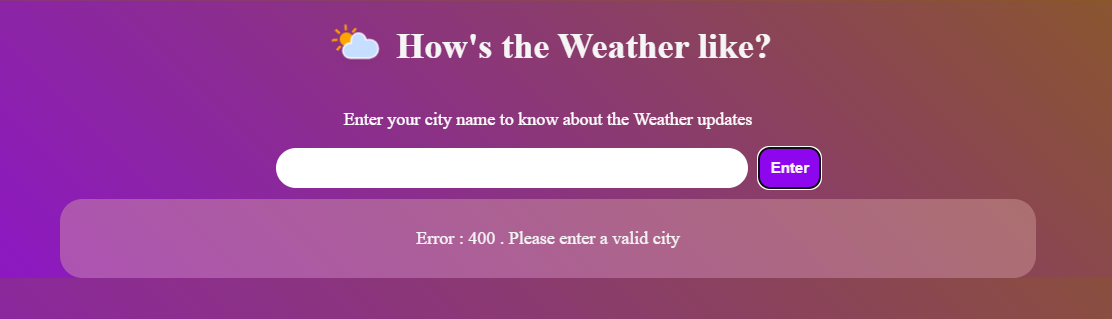 How's the Weather like?
Enter your city name to know about the Weather updates
Enter
Error : 400 . Please enter a valid city